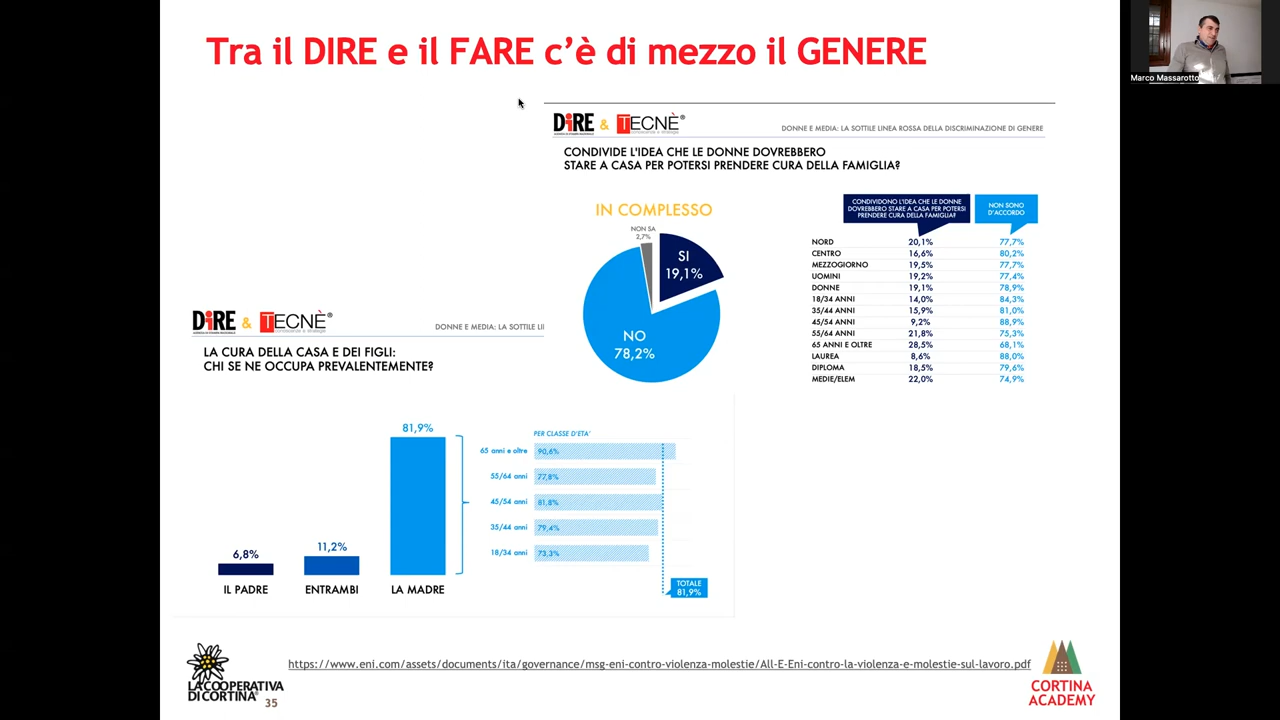 Tra il DIRE e il FARE c'è di mezzo il GENERE
Marco Massarotto
DiRE & TECNÈ®
DONNE E MEDIA: LA SOTTILE LINEA ROSSA DELLA DISCRIMINAZIONE DI GENERE
CONDIVIDE L'IDEA CHE LE DONNE DOVREBBERO
STARE A CASA PER POTERSI PRENDERE CURA DELLA FAMIGLIA?
IN COMPLESSO
NON SA
2,7%
SI
19,1%
NO
78,2%
CONDIVIDONO L'IDEA CHE LE DONNE
DOVREBBERO STARE A CASA PER POTERSI
PRENDERE CURA DELLA FAMIGLIA?
NON SONO
D'ACCORDO
NORD 20,1% 77,7%
CENTRO 16,6% 80,2%
MEZZOGIORNO 19,5% 77,7%
UOMINI 19,2% 77,4%
DONNE 19,1% 78,9%
18/34 ANNI 14,0% 84,3%
35/44 ANNI 15,9% 81,0%
45/54 ANNI 9,2% 88,9%
55/64 ANNI 21,8% 75,3%
65 ANNI E OLTRE 28,5% 68,1%
LAUREA 8,6% 88,0%
DIPLOMA 18,5% 79,6%
MEDIE/ELEM 22,0% 74,9%
DiRE & TECNÈ®
DONNE E MEDIA: LA SOTTILE LI
LA CURA DELLA CASA E DEI FIGLI:
CHI SE NE OCCUPA PREVALENTEMENTE?
6,8%
IL PADRE
11,2%
ENTRAMBI
81,9%
LA MADRE
PER CLASSE D'ETA'
65 anni e oltre 90,6%
55/64 anni 77,8%
45/54 anni 81,8%
35/44 anni 79,4%
18/34 anni 73,3%
TOTALE
81,9%
https://www.eni.com/assets/documents/ita/governance/msg-eni-contro-violenza-molestie/All-E-Eni-contro-la-violenza-e-molestie-sul-lavoro.pdf
LA COOPERATIVA
DI CORTINA®
35
CORTINA
ACADEMY